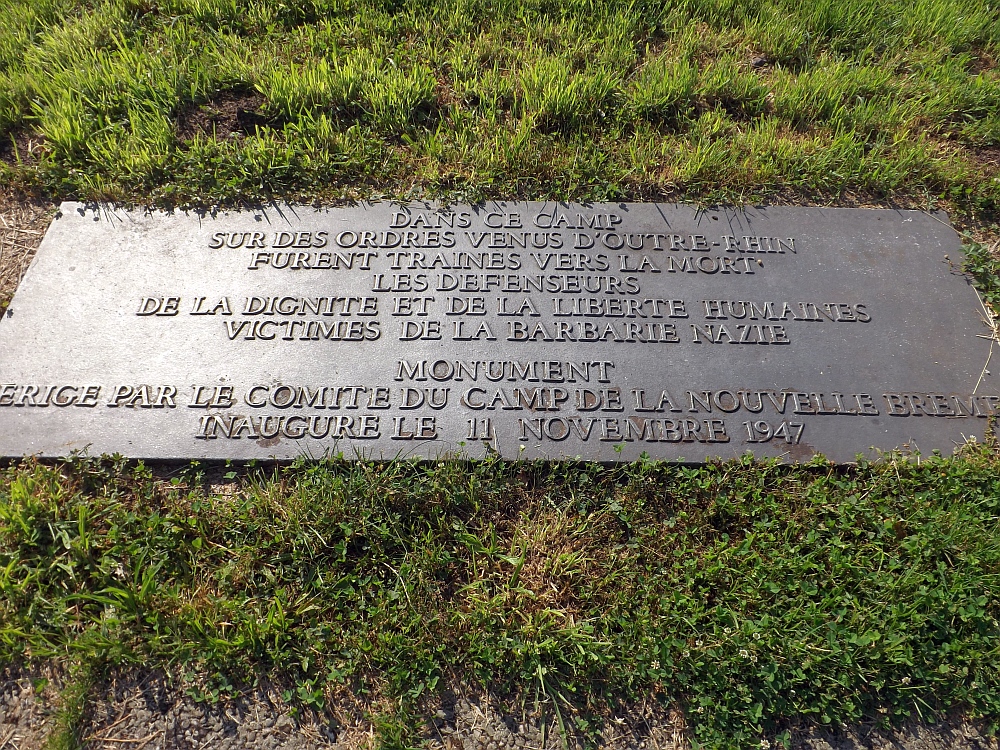 DANS CE CAMP
SUR DES ORDRES VENUS D'OUTRE-RHIN
FURENT TRAINES VERS LA MORT
LES DEFENSEURS
DE LA DIGNITE ET DE LA LIBERTE HUMAINES
VICTIMES DE LA BARBARIE NAZIE
MONUMENT
ERIGE PAR LE COMITE DU CAMP DE LA NOUVELLE BREME
INAUGURE LE 11 NOVEMBRE 1947